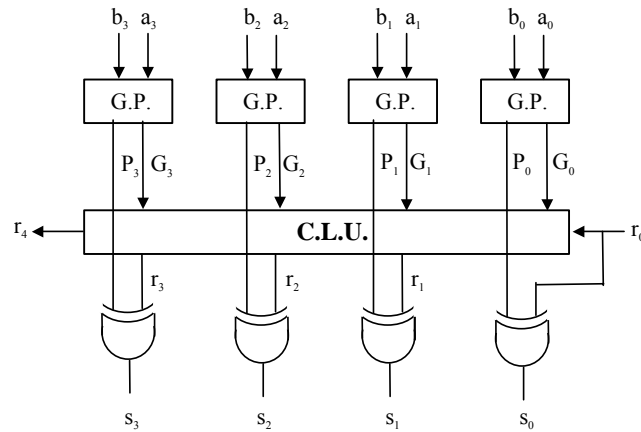 b₃ a₃ b₂ a₂ b₁ a₁ b₀ a₀
G.P. G.P. G.P. G.P.
P₃ G₃ P₂ G₂ P₁ G₁ P₀ G₀
r₄ C.L.U. r₀
r₃ r₂ r₁
s₃ s₂ s₁ s₀